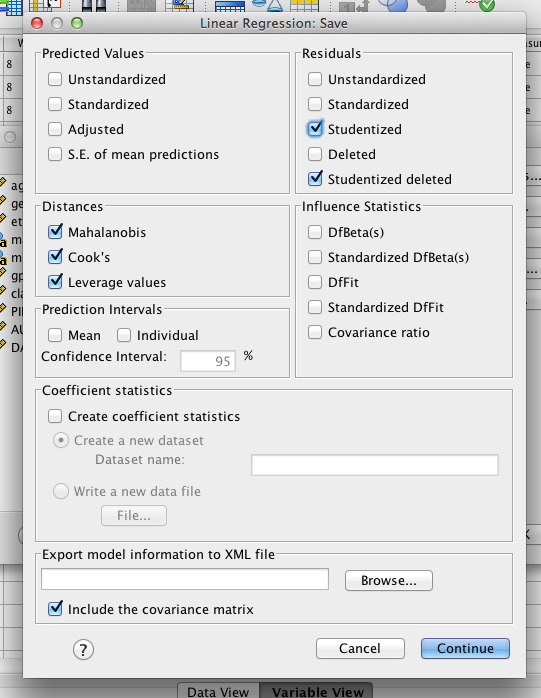 Linear Regression: Save
Predicted Values
Unstandardized
Standardized
Adjusted
S.E. of mean predictions
Residuals
Unstandardized
Standardized
Studentized
Deleted
Studentized deleted
Distances
Mahalanobis
Cook's
Leverage values
Influence Statistics
DfBeta(s)
Standardized DfBeta(s)
DfFit
Standardized DfFit
Covariance ratio
Prediction Intervals
Mean Individual
Confidence Interval: 95 %
Coefficient statistics
Create coefficient statistics
Create a new dataset
Dataset name:
Write a new data file
File...
Export model information to XML file
Browse...
Include the covariance matrix
? Cancel Continue
Data View Variable View
8
8
8